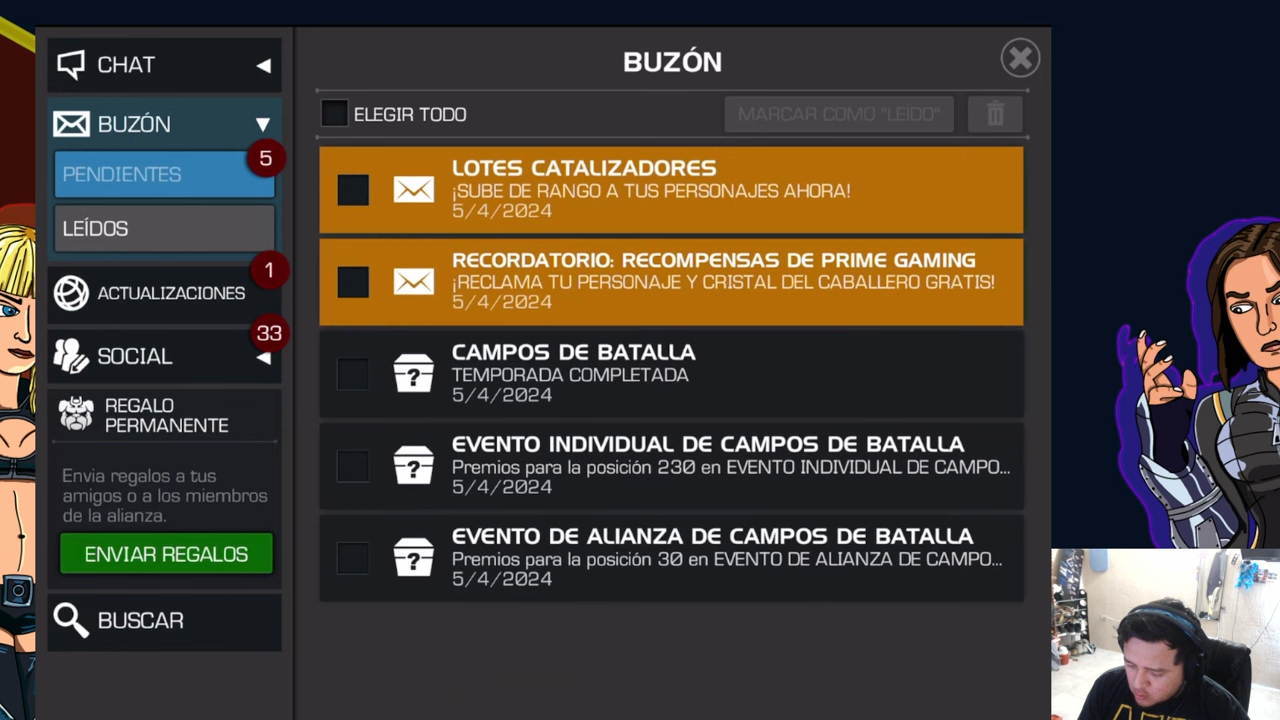 CHAT
BUZÓN
5
PENDIENTES
LEÍDOS
1
ACTUALIZACIONES
33
SOCIAL
REGALO
PERMANENTE
Envia regalos a tus
amigos o a los miembros
de la alianza.
ENVIAR REGALOS
BUSCAR
BUZÓN
ELEGIR TODO
MARCAR COMO "LEÍDO"
LOTES CATALIZADORES
¡SUBE DE RANGO A TUS PERSONAJES AHORA!
5/4/2024
RECORDATORIO: RECOMPENSAS DE PRIME GAMING
¡RECLAMA TU PERSONAJE Y CRISTAL DEL CABALLERO GRATIS!
5/4/2024
?
CAMPOS DE BATALLA
TEMPORADA COMPLETADA
5/4/2024
?
EVENTO INDIVIDUAL DE CAMPOS DE BATALLA
Premios para la posición 230 en EVENTO INDIVIDUAL DE CAMPO...
5/4/2024
?
EVENTO DE ALIANZA DE CAMPOS DE BATALLA
Premios para la posición 30 en EVENTO DE ALIANZA DE CAMPO...
5/4/2024